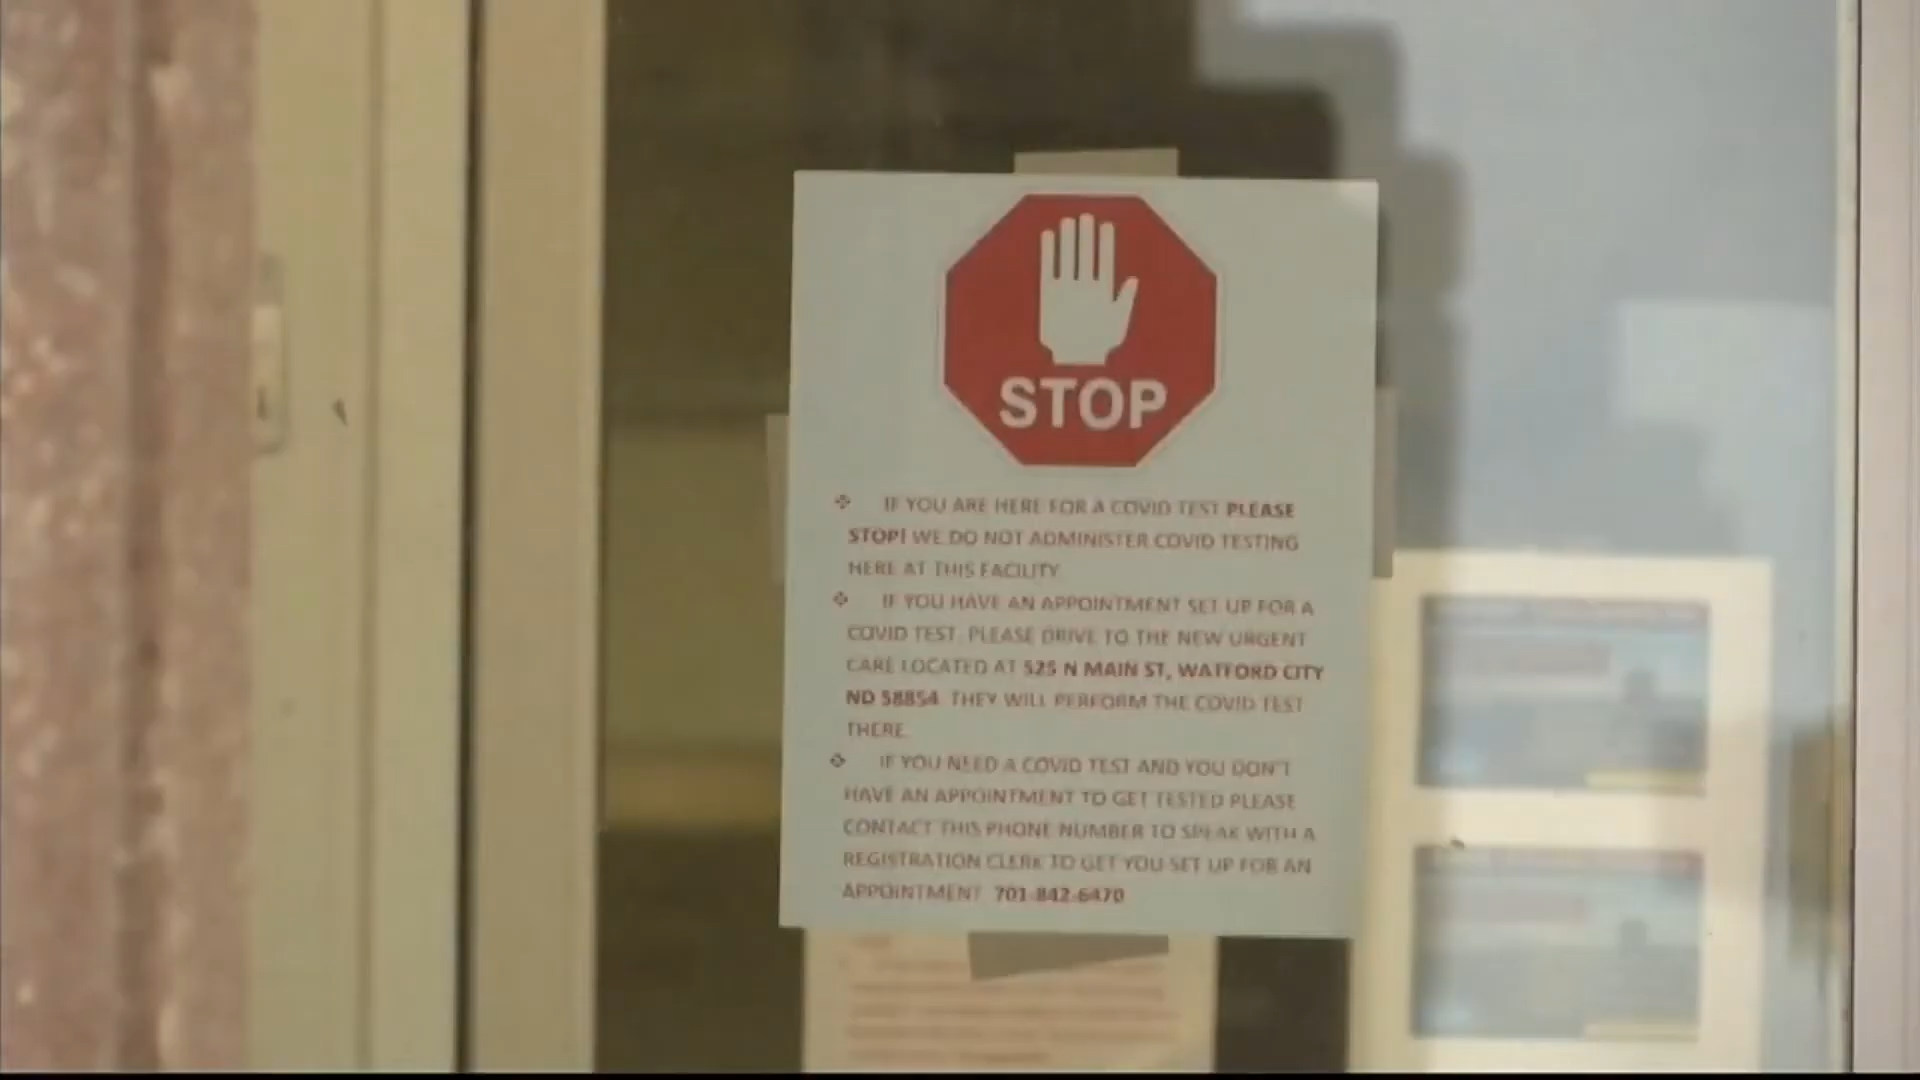 STOP
❖ IF YOU ARE HERE FOR A COVID TEST PLEASE
STOP! WE DO NOT ADMINISTER COVID TESTING
HERE AT THIS FACILITY.
❖ IF YOU HAVE AN APPOINTMENT SET UP FOR A
COVID TEST, PLEASE DRIVE TO THE NEW URGENT
CARE LOCATED AT 525 N MAIN ST, WATFORD CITY
ND 58854. THEY WILL PERFORM THE COVID TEST
THERE.
❖ IF YOU NEED A COVID TEST AND YOU DON'T
HAVE AN APPOINTMENT TO GET TESTED PLEASE
CONTACT THIS PHONE NUMBER TO SPEAK WITH A
REGISTRATION CLERK TO GET YOU SET UP FOR AN
APPOINTMENT. 701-842-6470